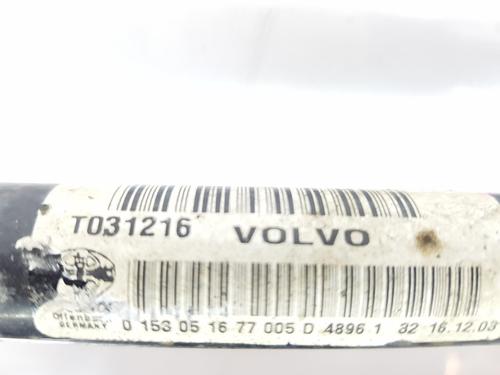 T031216 VOLVO
GERMANY
0 153 05 16 77 005 D 4896 1 32 16.12.03